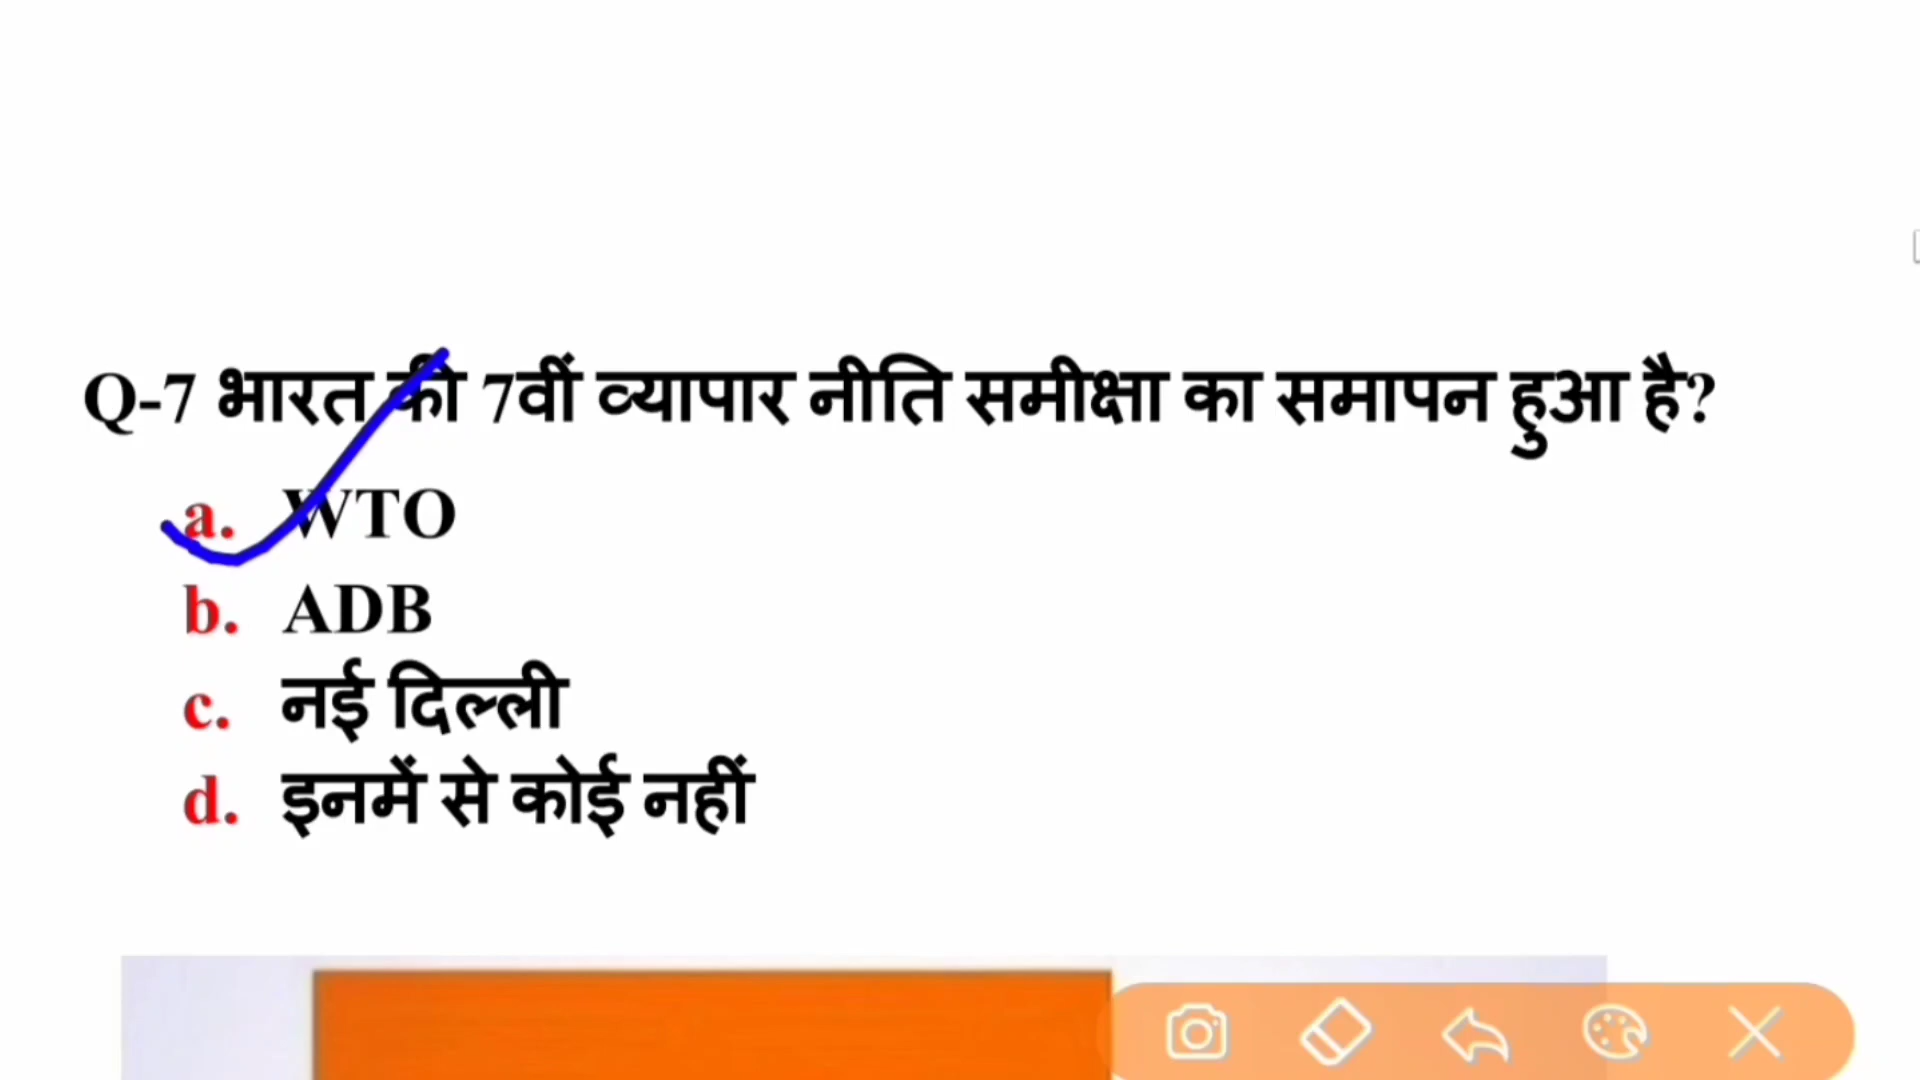 Q-7 भारत की 7वीं व्यापार नीति समीक्षा का समापन हुआ है?
a. WTO
b. ADB
c. नई दिल्ली
d. इनमें से कोई नहीं